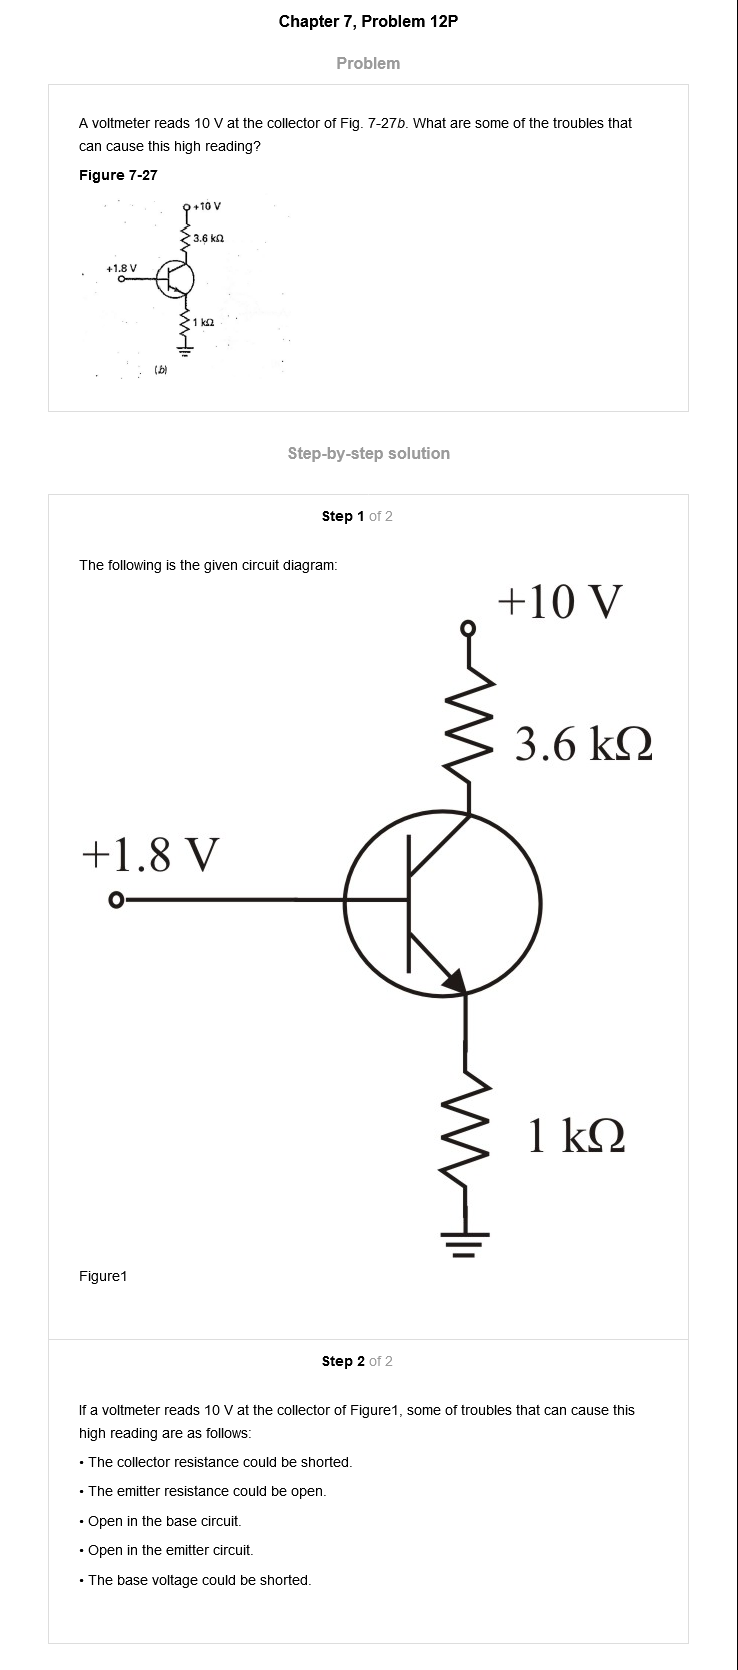 Chapter 7, Problem 12P
Problem
A voltmeter reads 10 V at the collector of Fig. 7-27b. What are some of the troubles that
can cause this high reading?
Figure 7-27
+10 V
3.6 kΩ
+1.8 V
1 kΩ
(b)
Step-by-step solution
Step 1 of 2
The following is the given circuit diagram:
+10 V
3.6 kΩ
+1.8 V
1 kΩ
Figure1
Step 2 of 2
If a voltmeter reads 10 V at the collector of Figure1, some of troubles that can cause this
high reading are as follows:
• The collector resistance could be shorted.
• The emitter resistance could be open.
• Open in the base circuit.
• Open in the emitter circuit.
• The base voltage could be shorted.